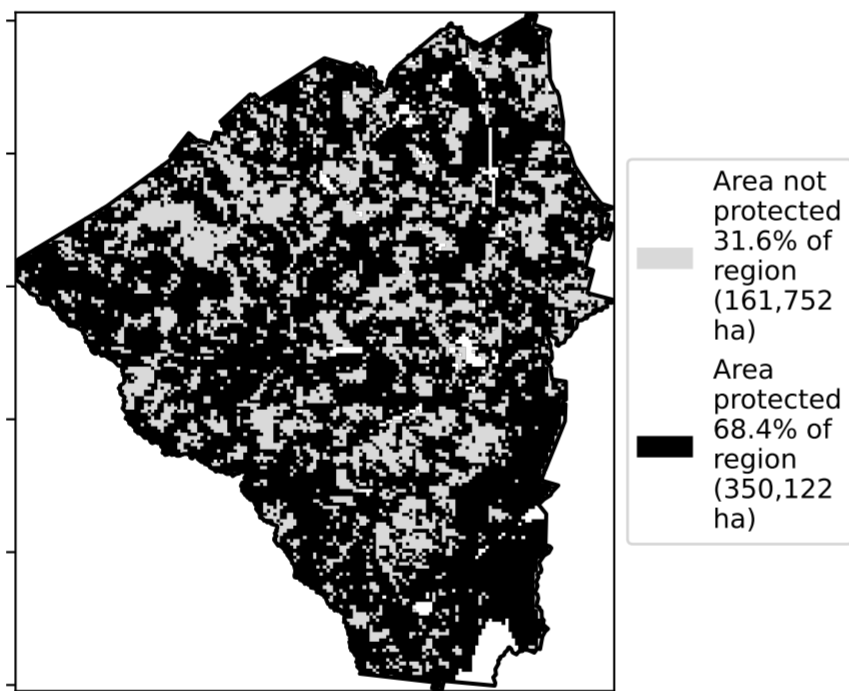 Area not
protected
31.6% of
region
(161,752
ha)
Area
protected
68.4% of
region
(350,122
ha)